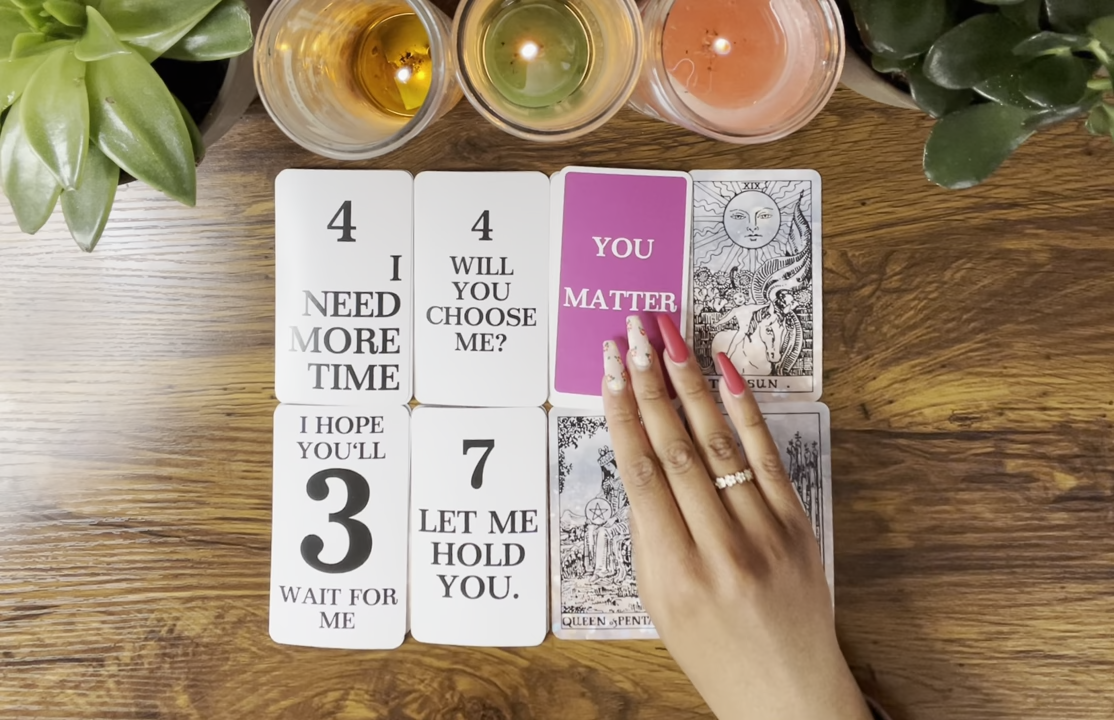 4
I
NEED
MORE
TIME
4
WILL
YOU
CHOOSE
ME?
YOU
MATTER
XIX
SUN.
I HOPE
YOU'LL
3
WAIT FOR
ME
7
LET ME
HOLD
YOU.
QUEEN of